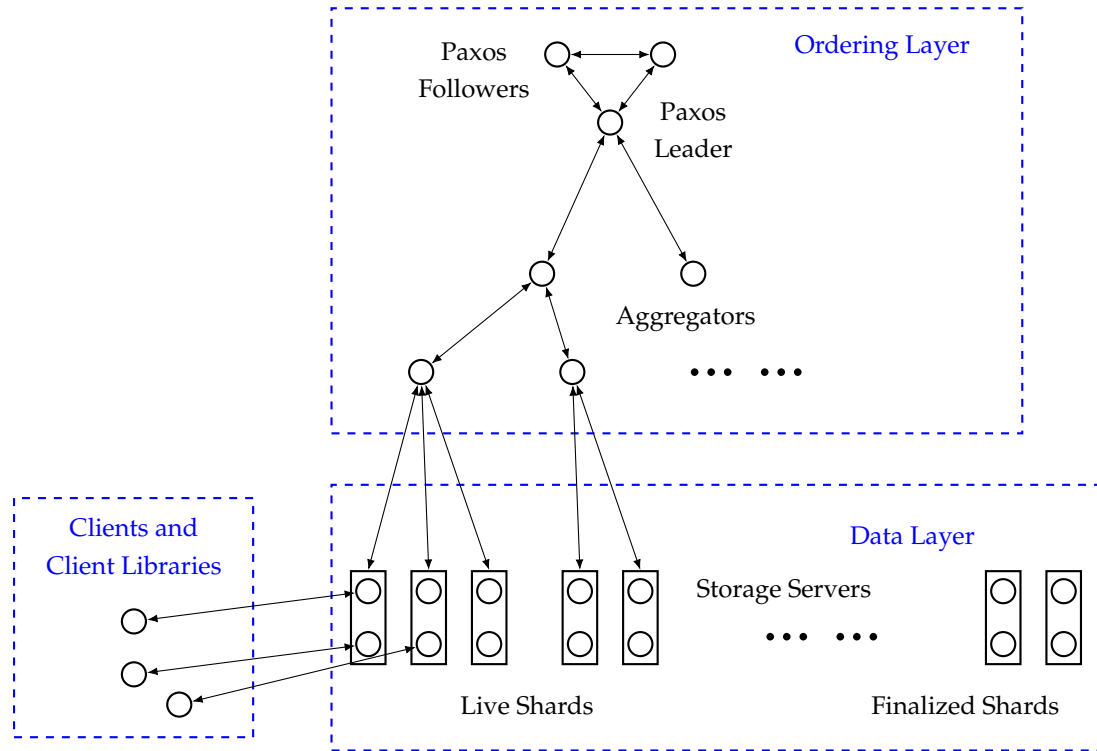 Ordering Layer
Paxos
Followers
Paxos
Leader
Aggregators
Clients and
Client Libraries
Data Layer
Storage Servers
Live Shards
Finalized Shards